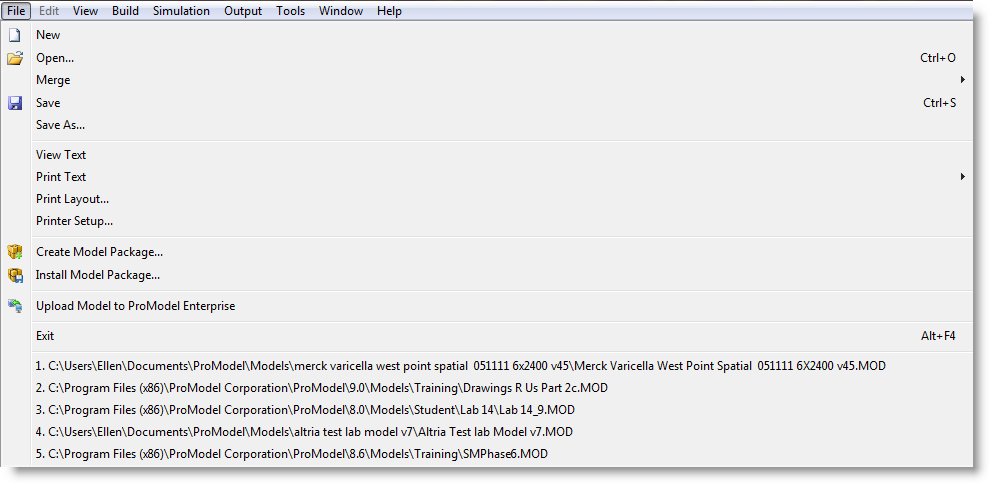 File Edit View Build Simulation Output Tools Window Help
New
Open... Ctrl+O
Merge
Save Ctrl+S
Save As...
View Text
Print Text
Print Layout...
Printer Setup...
Create Model Package...
Install Model Package...
Upload Model to ProModel Enterprise
Exit Alt+F4
1. C:\Users\Ellen\Documents\ProModel\Models\merck varicella west point spatial  051111 6x2400 v45\Merck Varicella West Point Spatial  051111 6X2400 v45.MOD
2. C:\Program Files (x86)\ProModel Corporation\ProModel\9.0\Models\Training\Drawings R Us Part 2c.MOD
3. C:\Program Files (x86)\ProModel Corporation\ProModel\8.0\Models\Student\Lab 14\Lab 14_9.MOD
4. C:\Users\Ellen\Documents\ProModel\Models\altria test lab model v7\Altria Test lab Model v7.MOD
5. C:\Program Files (x86)\ProModel Corporation\ProModel\8.6\Models\Training\SMPhase6.MOD